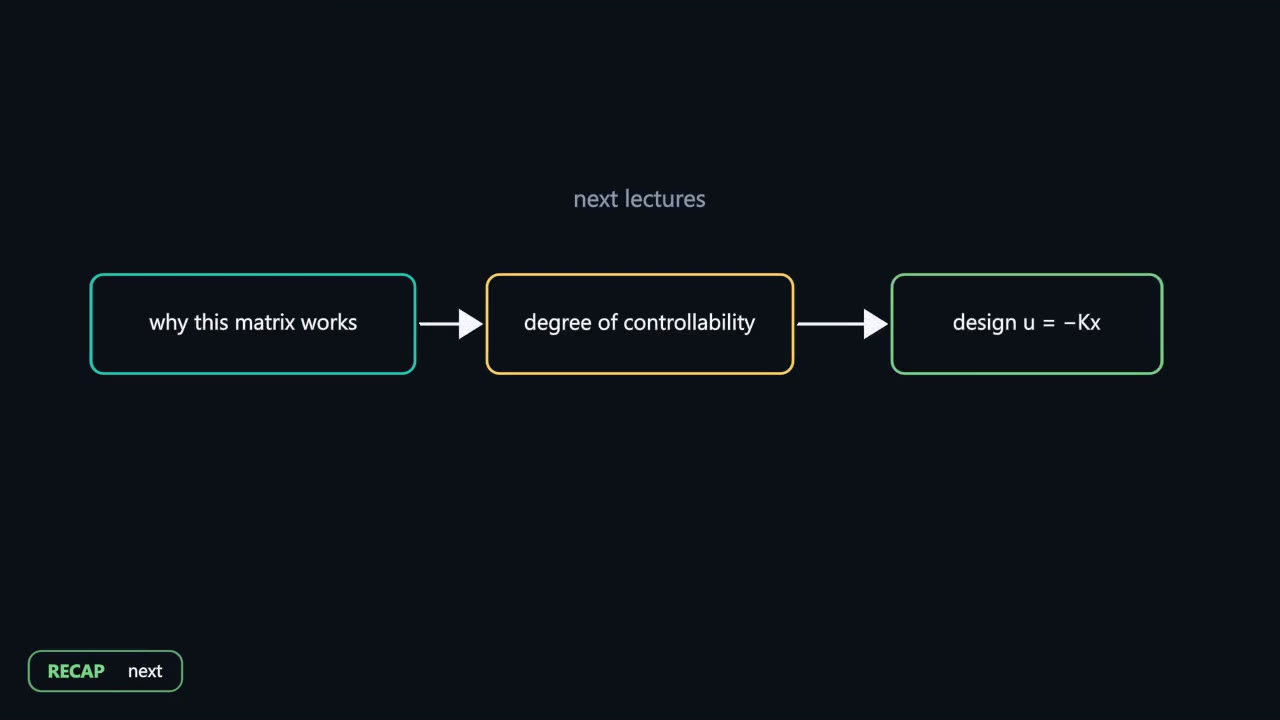 next lectures
why this matrix works
degree of controllability
design u = −Kx
RECAP next